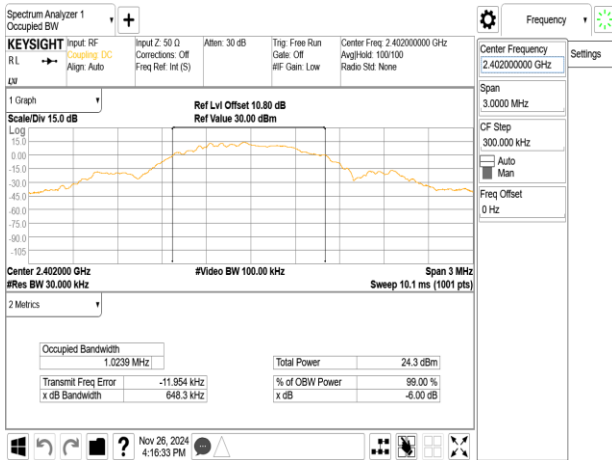 Spectrum Analyzer 1
Occupied BW
Frequency
KEYSIGHT
RL
Input: RF
Coupling: DC
Align: Auto
Input Z: 50 Ω
Corrections: Off
Freq Ref: Int (S)
Atten: 30 dB
Trig: Free Run
Gate: Off
#IF Gain: Low
Center Freq: 2.402000000 GHz
Avg|Hold: 100/100
Radio Std: None
Center Frequency
2.402000000 GHz
Settings
Span
3.0000 MHz
CF Step
300.000 kHz
Auto
Man
Freq Offset
0 Hz
1 Graph
Scale/Div 15.0 dB
Ref Lvl Offset 10.80 dB
Ref Value 30.00 dBm
Log
15.0
0.00
-15.0
-30.0
-45.0
-60.0
-75.0
-90.0
-105
Center 2.402000 GHz
#Video BW 100.00 kHz
Span 3 MHz
#Res BW 30.000 kHz
Sweep 10.1 ms (1001 pts)
2 Metrics
Occupied Bandwidth
1.0239 MHz
Total Power 24.3 dBm
Transmit Freq Error -11.954 kHz
% of OBW Power 99.00 %
x dB Bandwidth 648.3 kHz
x dB -6.00 dB
?
Nov 26, 2024
4:16:33 PM